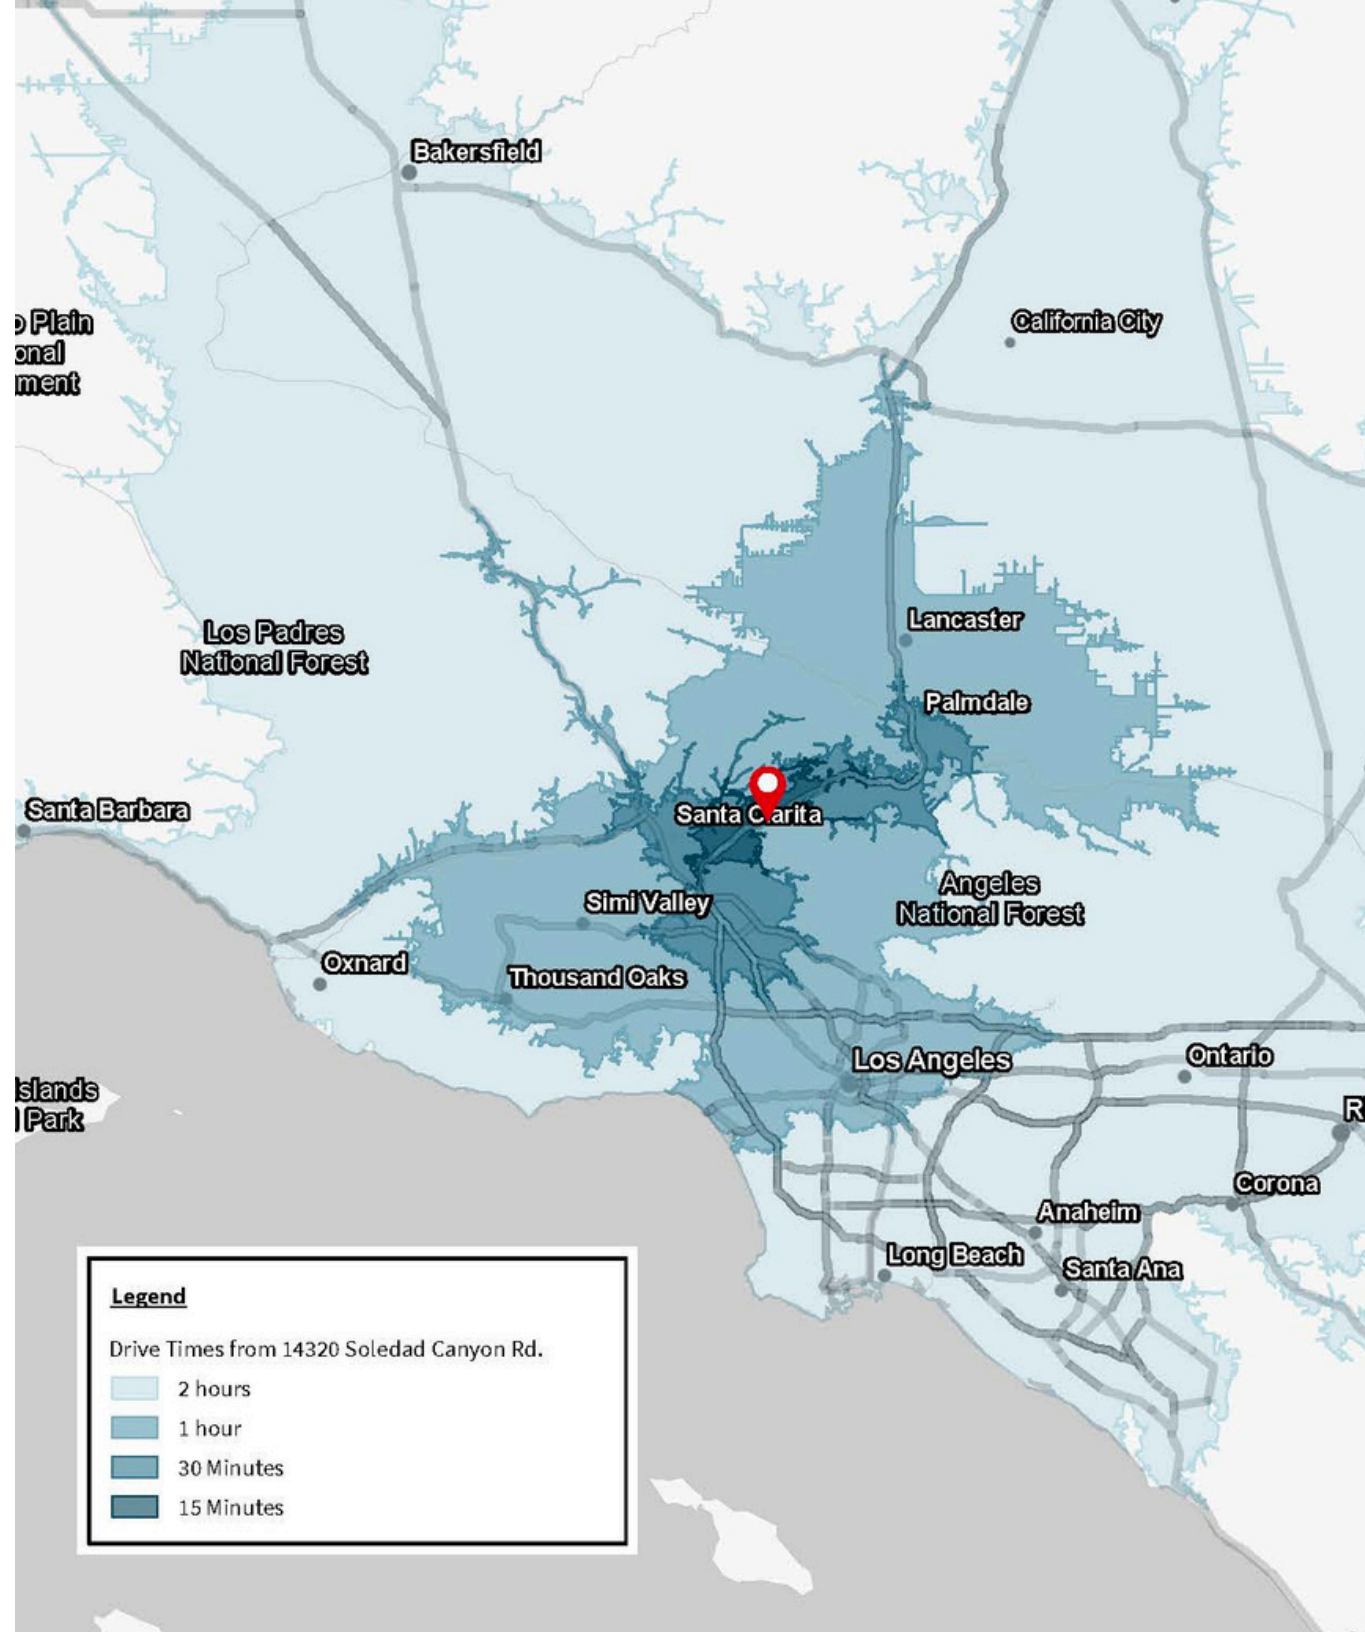 Bakersfield
California City
o Plain
onal
ment
Lancaster
Los Padres
National Forest
Palmdale
Santa Barbara
Santa Clarita
Angeles
National Forest
Simi Valley
Oxnard
Thousand Oaks
Los Angeles
Ontario
slands
l Park
R
Corona
Anaheim
Long Beach
Santa Ana
Legend
Drive Times from 14320 Soledad Canyon Rd.
2 hours
1 hour
30 Minutes
15 Minutes